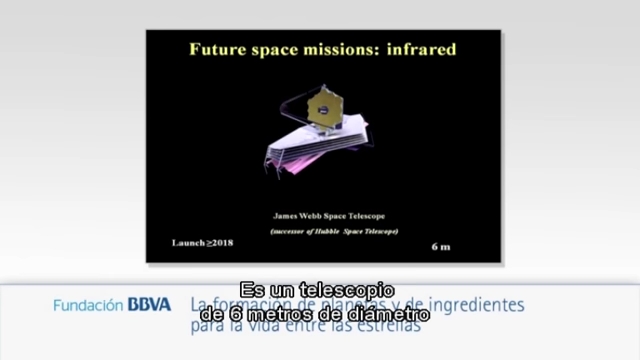 Future space missions: infrared
James Webb Space Telescope
(successor of Hubble Space Telescope)
Launch≥2018
6 m
Es un telescopio
de 6 metros de diámetro
Fundación BBVA
La formación de planetas y de ingredientes
para la vida entre las estrellas